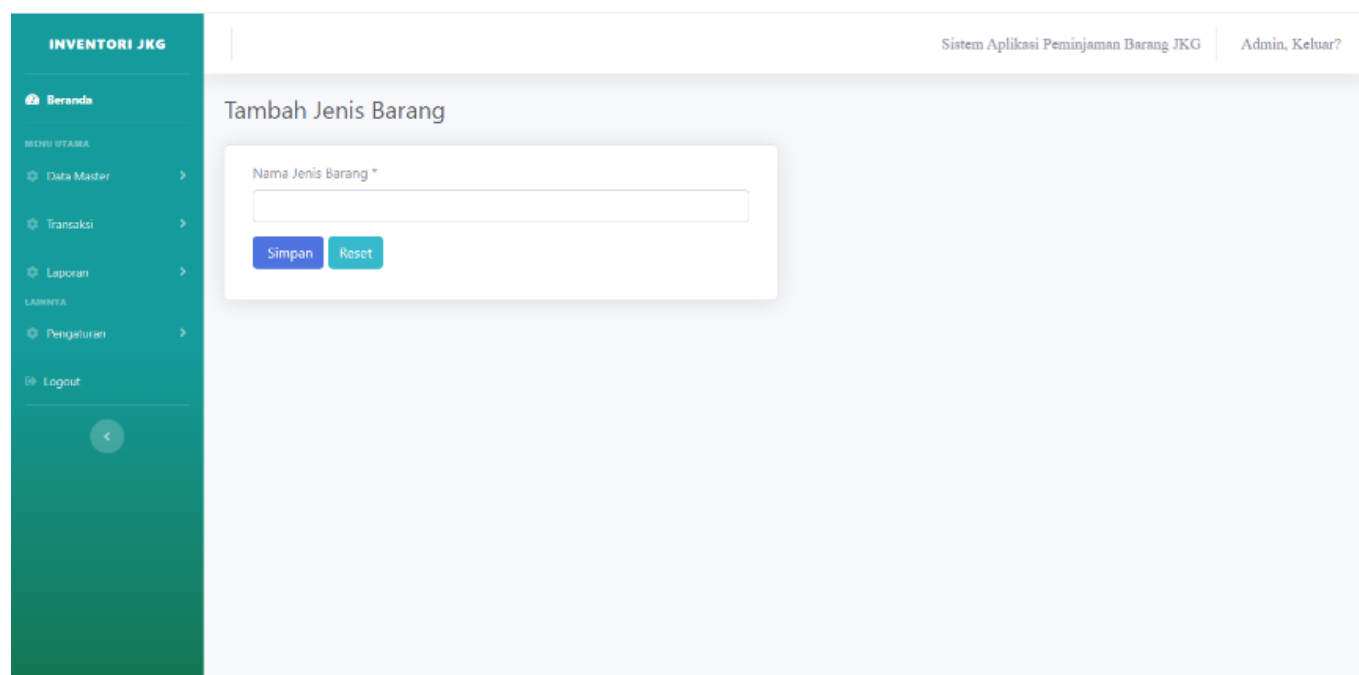 INVENTORI JKG
Sistem Aplikasi Peminjaman Barang JKG
Admin, Keluar?
Beranda
MENU UTAMA
Data Master
Transaksi
Laporan
LAINNYA
Pengaturan
Logout
Tambah Jenis Barang
Nama Jenis Barang *
Simpan
Reset